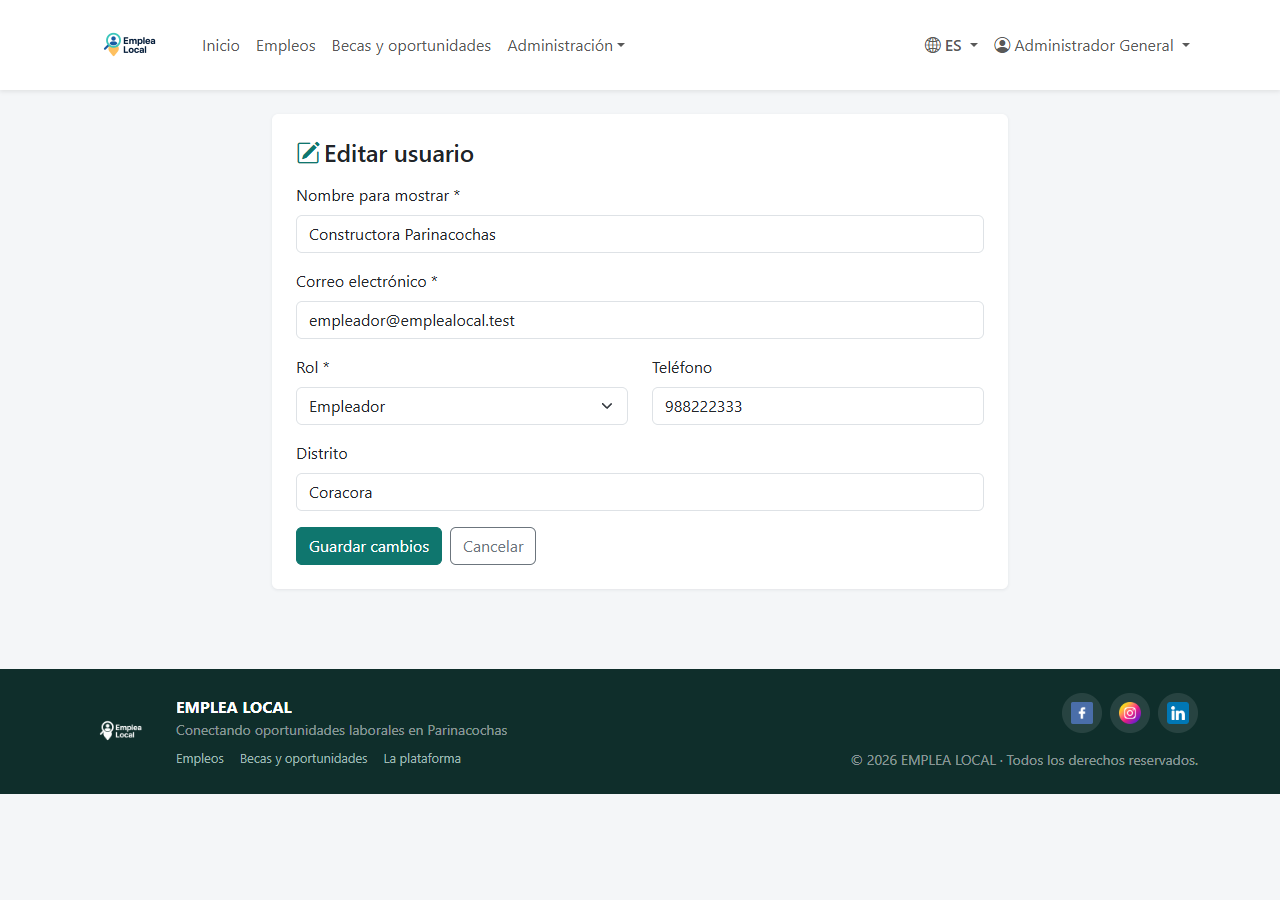 Emplea Local
Inicio Empleos Becas y oportunidades Administración ES Administrador General
Editar usuario
Nombre para mostrar *
Constructora Parinacochas
Correo electrónico *
empleador@emplealocal.test
Rol * Teléfono
Empleador 988222333
Distrito
Coracora
Guardar cambios Cancelar
Emplea Local
EMPLEA LOCAL
Conectando oportunidades laborales en Parinacochas
Empleos Becas y oportunidades La plataforma
© 2026 EMPLEA LOCAL · Todos los derechos reservados.